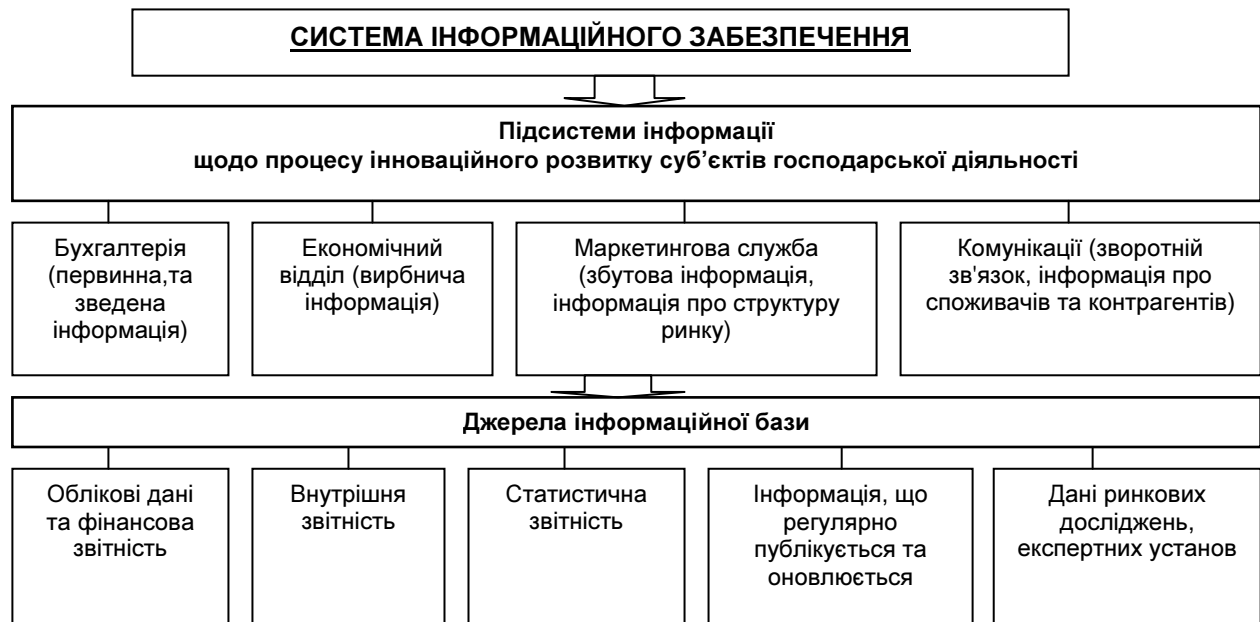 СИСТЕМА ІНФОРМАЦІЙНОГО ЗАБЕЗПЕЧЕННЯ
Підсистеми інформації
щодо процесу інноваційного розвитку суб’єктів господарської діяльності
Бухгалтерія
(первинна,та
зведена
інформація)
Економічний
відділ (вирбнича
інформація)
Маркетингова служба
(збутова інформація,
інформація про структуру
ринку)
Комунікації (зворотній
зв'язок, інформація про
споживачів та контрагентів)
Джерела інформаційної бази
Облікові дані
та фінансова
звітність
Внутрішня
звітність
Статистична
звітність
Інформація, що
регулярно
публікується та
оновлюється
Дані ринкових
досліджень,
експертних установ